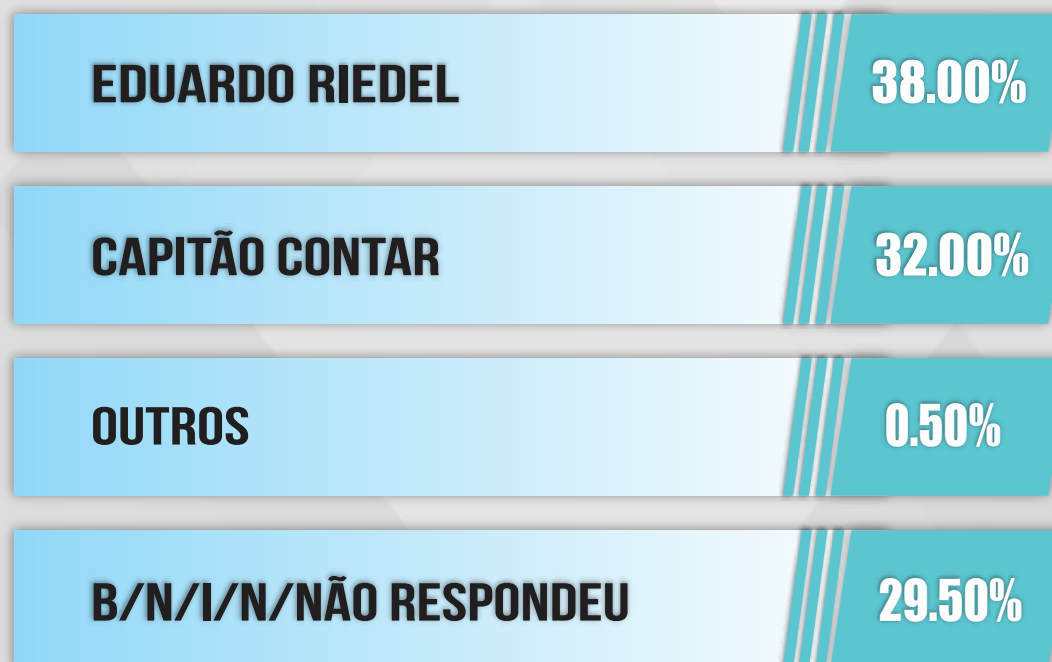 EDUARDO RIEDEL 38.00%
CAPITÃO CONTAR 32.00%
OUTROS 0.50%
B/N/I/N/NÃO RESPONDEU 29.50%